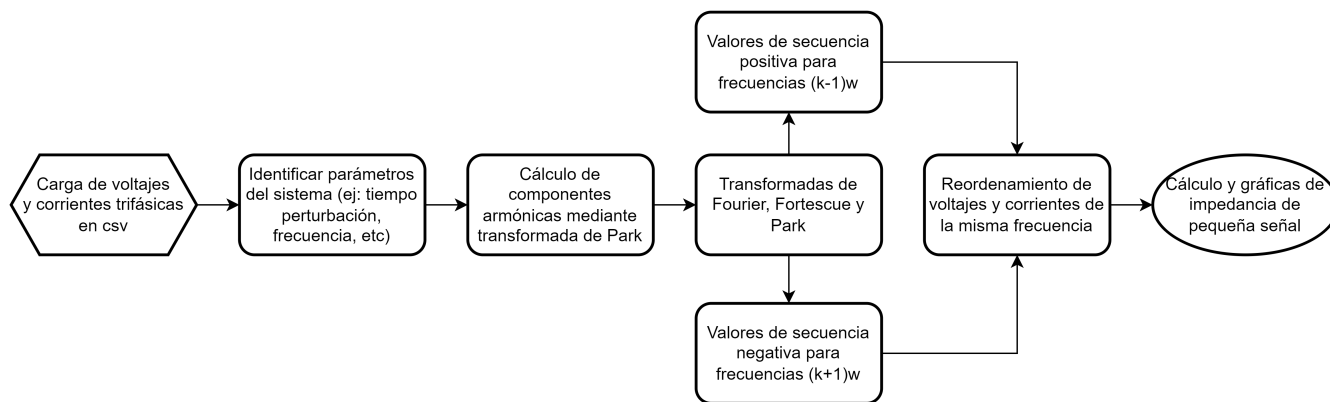 Carga de voltajes
y corrientes trifásicas
en csv
Identificar parámetros
del sistema (ej: tiempo
perturbación,
frecuencia, etc)
Cálculo de
componentes
armónicas mediante
transformada de Park
Transformadas de
Fourier, Fortescue y
Park
Valores de secuencia
positiva para
frecuencias (k-1)w
Valores de secuencia
negativa para
frecuencias (k+1)w
Reordenamiento de
voltajes y corrientes de
la misma frecuencia
Cálculo y gráficas de
impedancia de
pequeña señal